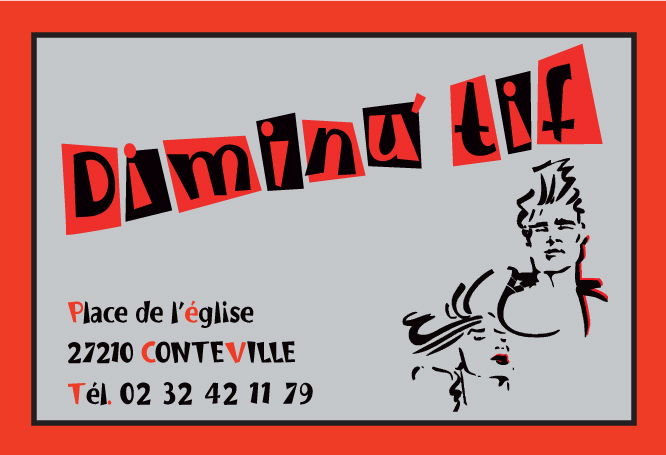 Diminu'tif
Place de l'église
27210 CONTEVILLE
Tél. 02 32 42 11 79